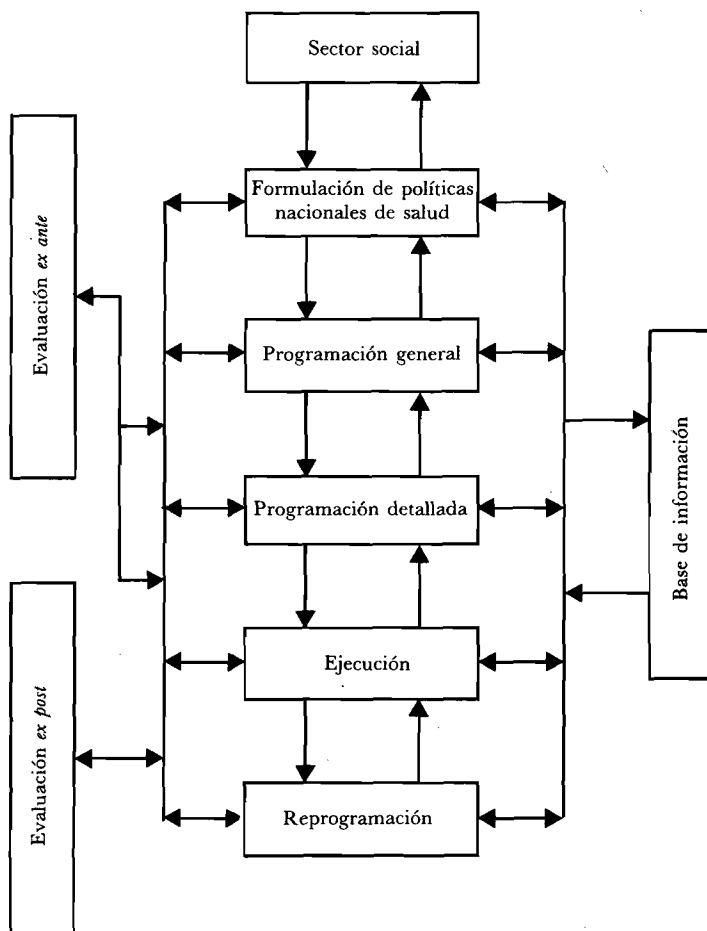 Sector social
Formulación de políticas
nacionales de salud
Programación general
Programación detallada
Ejecución
Reprogramación
Evaluación ex ante
Evaluación ex post
Base de información